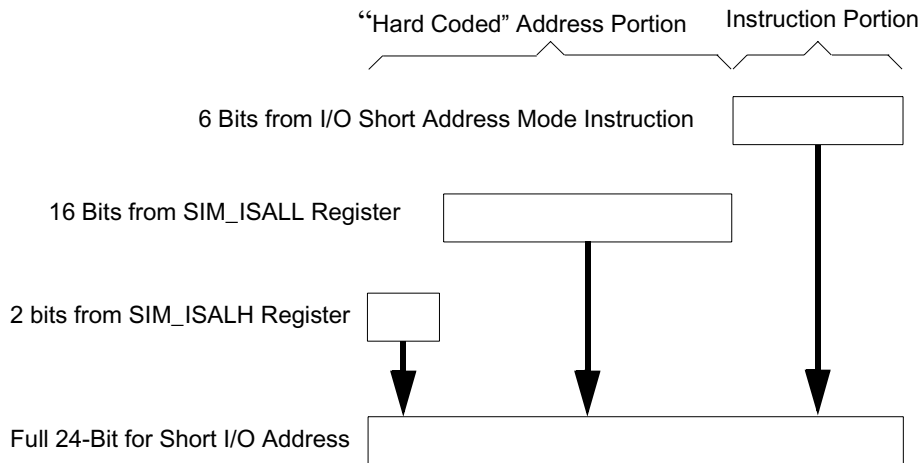 “Hard Coded” Address Portion
Instruction Portion
6 Bits from I/O Short Address Mode Instruction
16 Bits from SIM_ISALL Register
2 bits from SIM_ISALH Register
Full 24-Bit for Short I/O Address